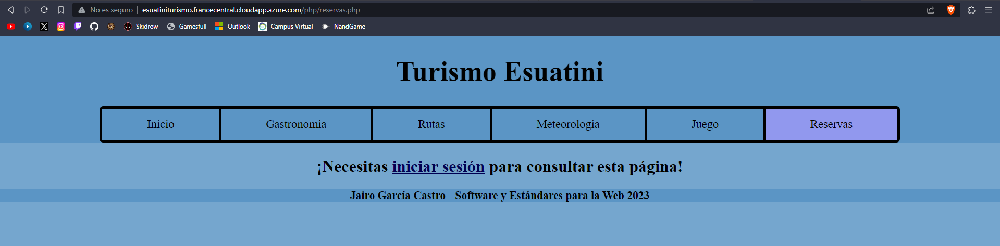 No es seguro esuatiniturismo.francecentral.cloudapp.azure.com/php/reservas.php
Skidrow Gamesfull Outlook Campus Virtual NandGame
Turismo Esuatini
Inicio Gastronomía Rutas Meteorología Juego Reservas
¡Necesitas iniciar sesión para consultar esta página!
Jairo García Castro - Software y Estándares para la Web 2023